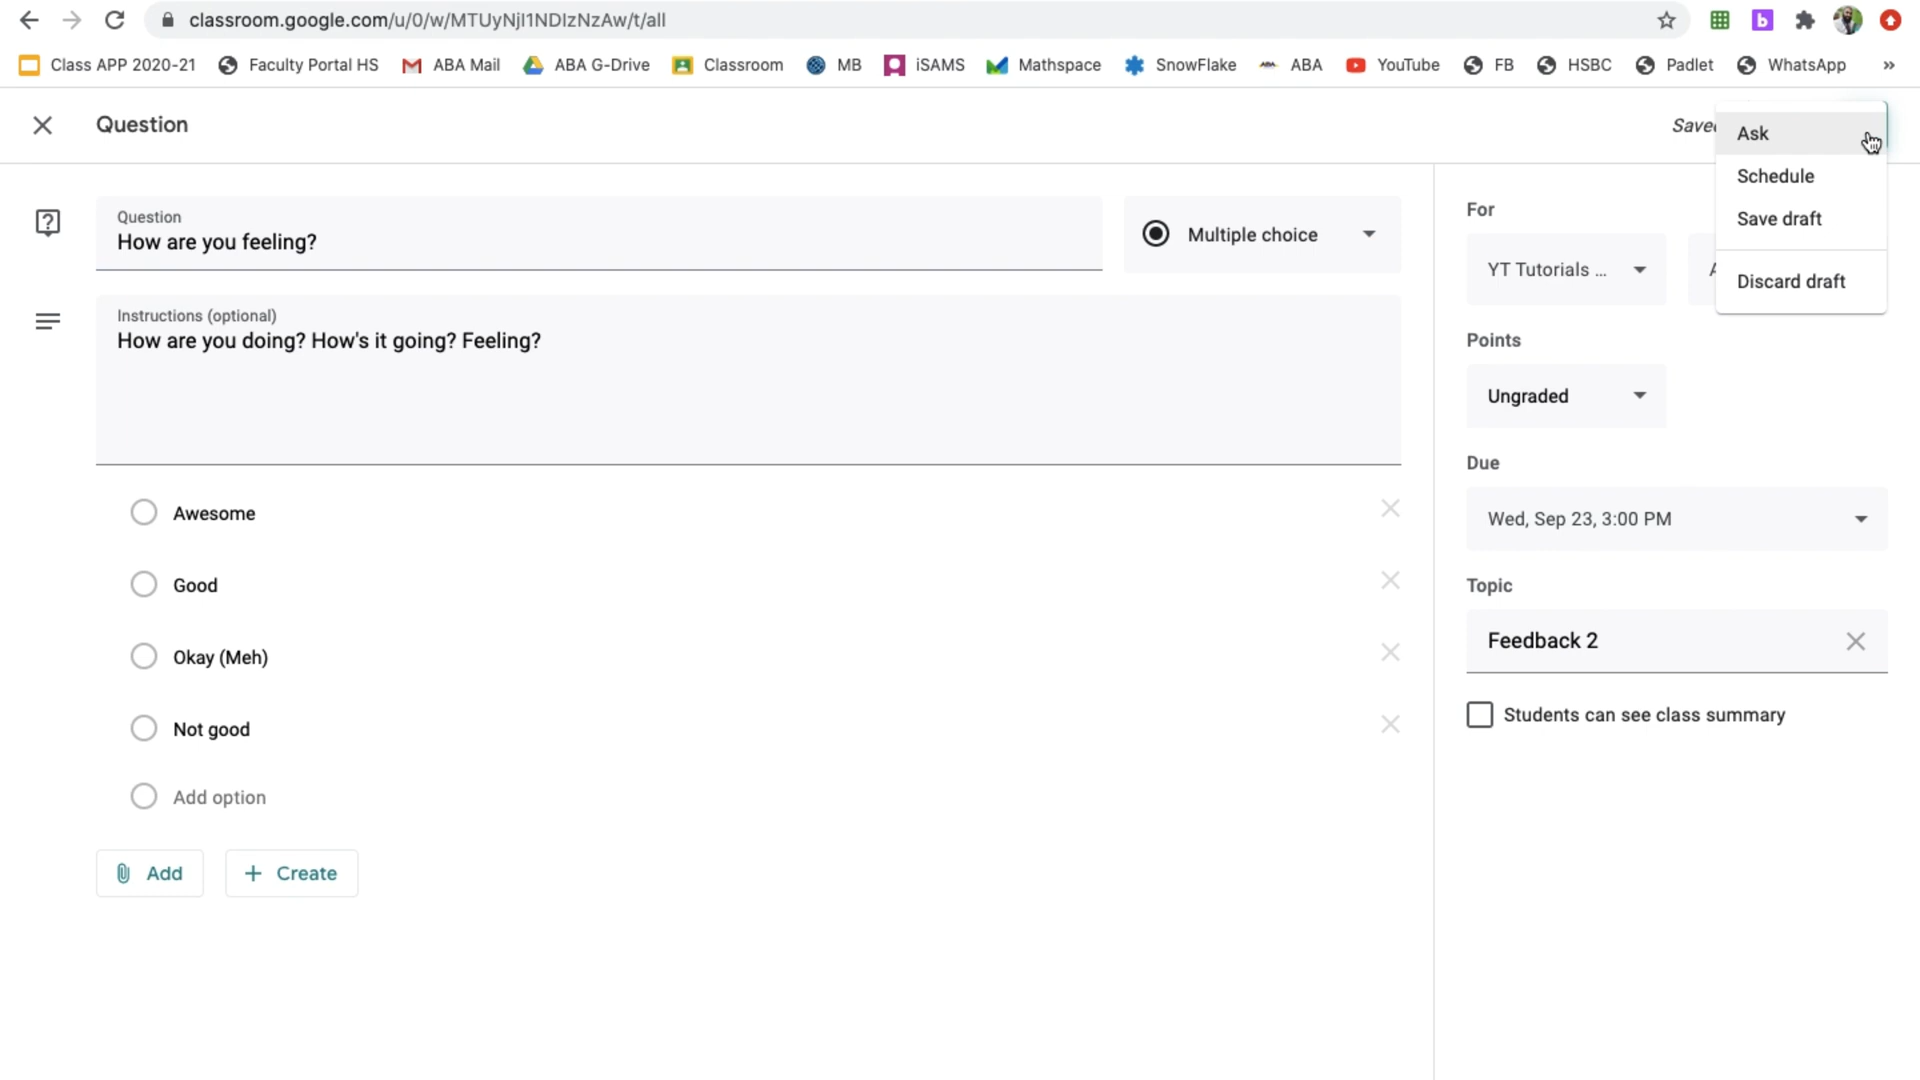 classroom.google.com/u/0/w/MTUyNjI1NDIzNzAw/t/all
Class APP 2020-21 Faculty Portal HS ABA Mail ABA G-Drive Classroom MB iSAMS Mathspace SnowFlake ABA YouTube FB HSBC Padlet WhatsApp »
Question
Saved
Ask
Schedule
Save draft
Discard draft
Question
How are you feeling?
Multiple choice
Instructions (optional)
How are you doing? How's it going? Feeling?
Awesome
Good
Okay (Meh)
Not good
Add option
Add
Create
For
YT Tutorials ...
Points
Ungraded
Due
Wed, Sep 23, 3:00 PM
Topic
Feedback 2
Students can see class summary